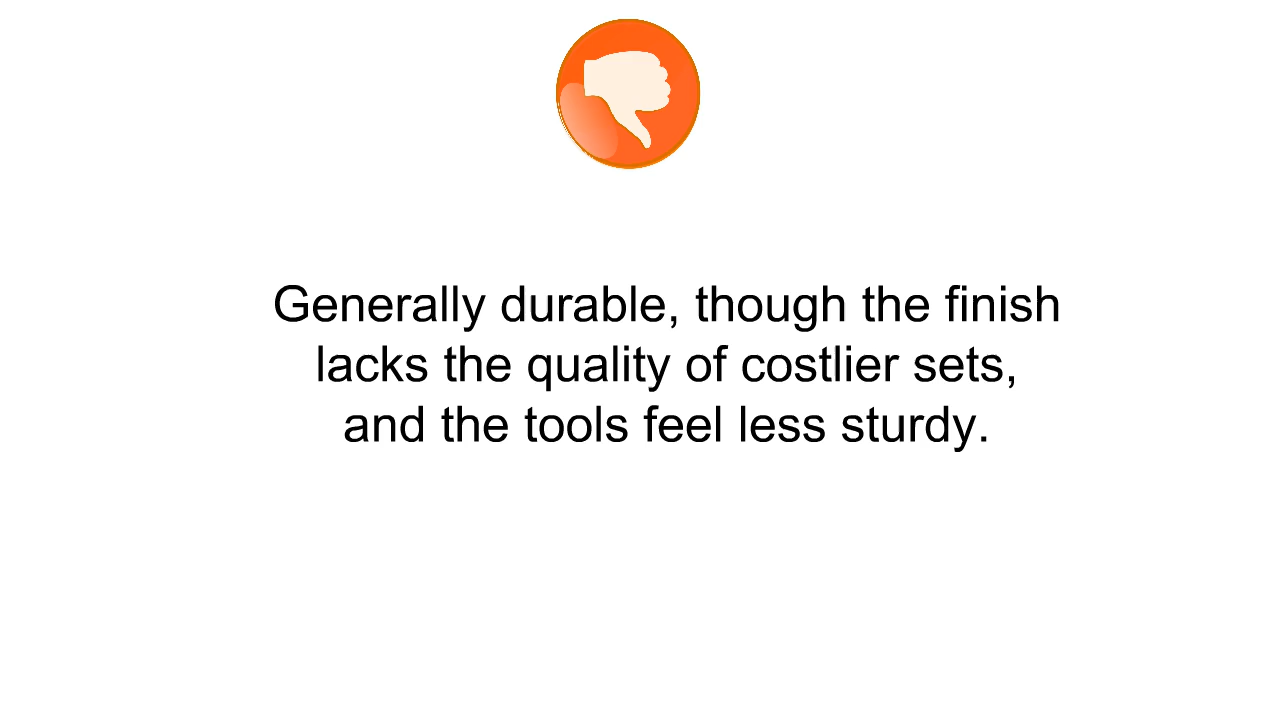 Generally durable, though the finish
lacks the quality of costlier sets,
and the tools feel less sturdy.